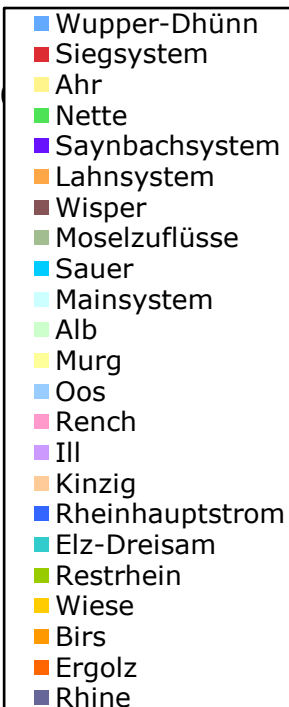 Wupper-Dhünn
Siegsystem
Ahr
Nette
Saynbachsystem
Lahnsystem
Wisper
Moselzuflüsse
Sauer
Mainsystem
Alb
Murg
Oos
Rench
Ill
Kinzig
Rheinhauptstrom
Elz-Dreisam
Restrhein
Wiese
Birs
Ergolz
Rhine